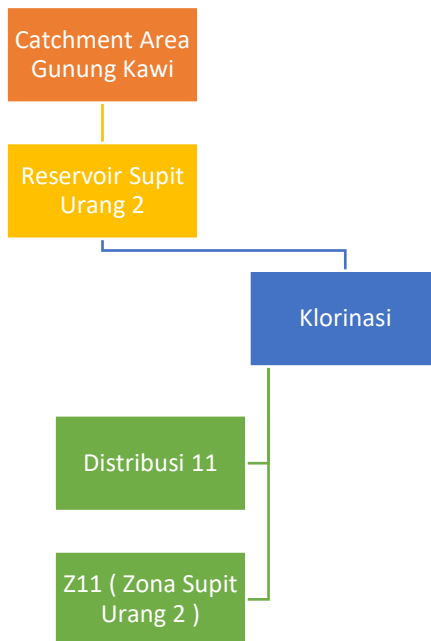 Catchment Area
Gunung Kawi
Reservoir Supit
Urang 2
Klorinasi
Distribusi 11
Z11 ( Zona Supit
Urang 2 )